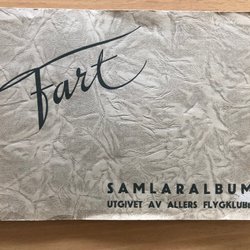 Fart
SAMLARALBUM
UTGIVET AV ALLERS FLYGKLUBB